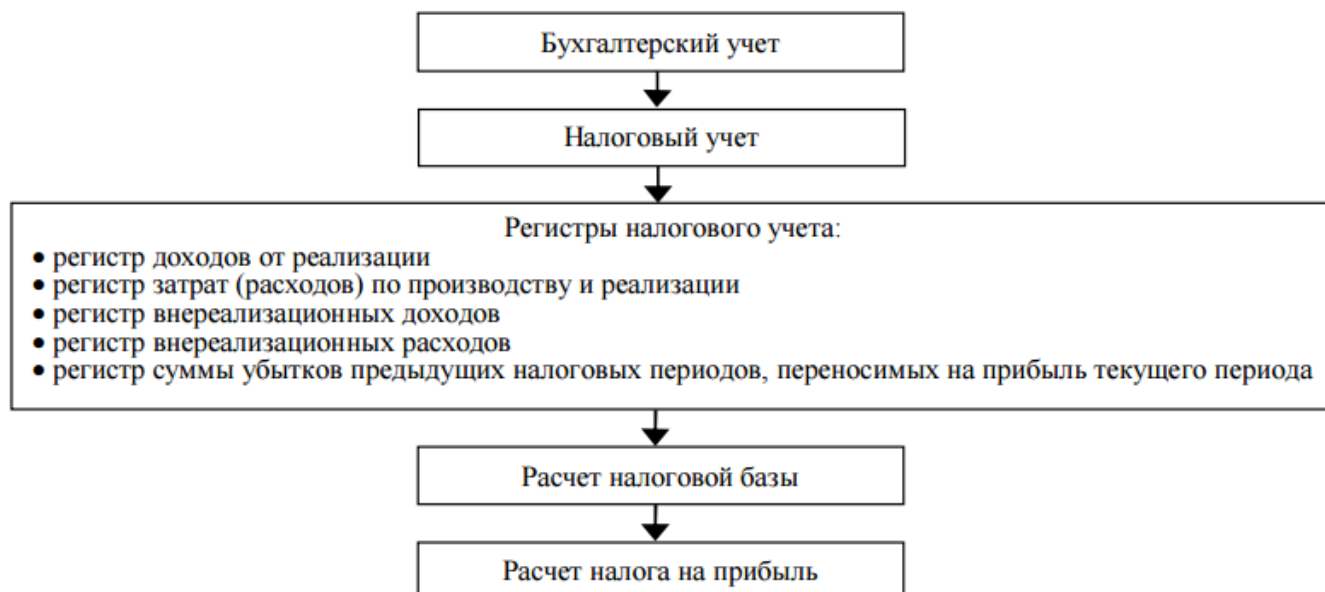 Бухгалтерский учет
Налоговый учет
Регистры налогового учета:
• регистр доходов от реализации
• регистр затрат (расходов) по производству и реализации
• регистр внереализационных доходов
• регистр внереализационных расходов
• регистр суммы убытков предыдущих налоговых периодов, переносимых на прибыль текущего периода
Расчет налоговой базы
Расчет налога на прибыль